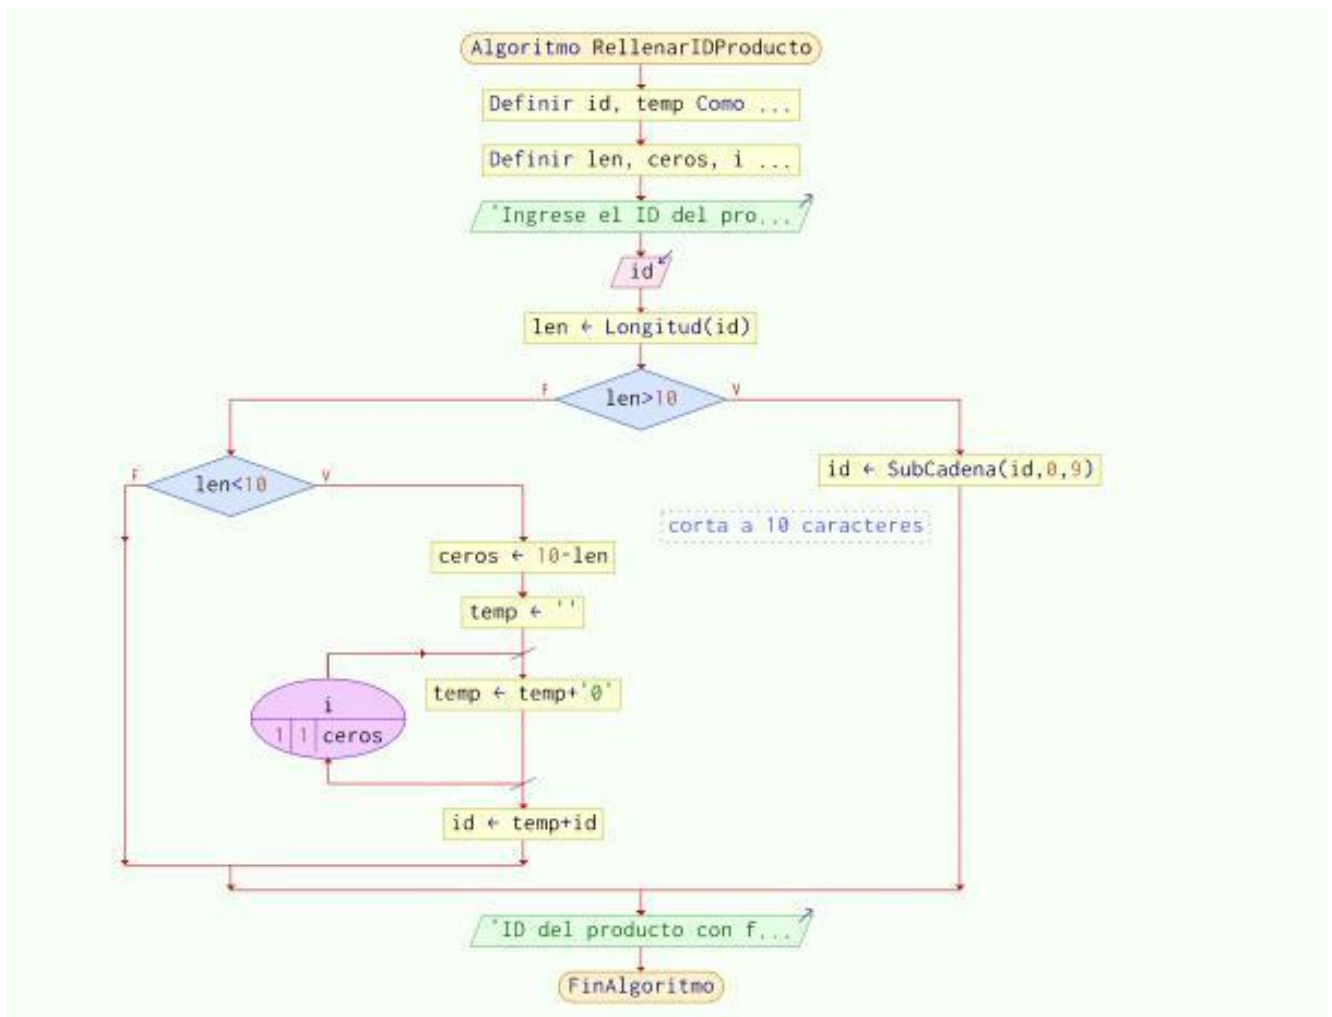 Algoritmo RellenarIDProducto
Definir id, temp Como ...
Definir len, ceros, i ...
'Ingrese el ID del pro...
id
len ← Longitud(id)
len>10
F
V
id ← SubCadena(id,0,9)
corta a 10 caracteres
len<10
F
V
ceros ← 10-len
temp ← ''
temp ← temp+'0'
i
1 1 ceros
id ← temp+id
'ID del producto con f...
FinAlgoritmo